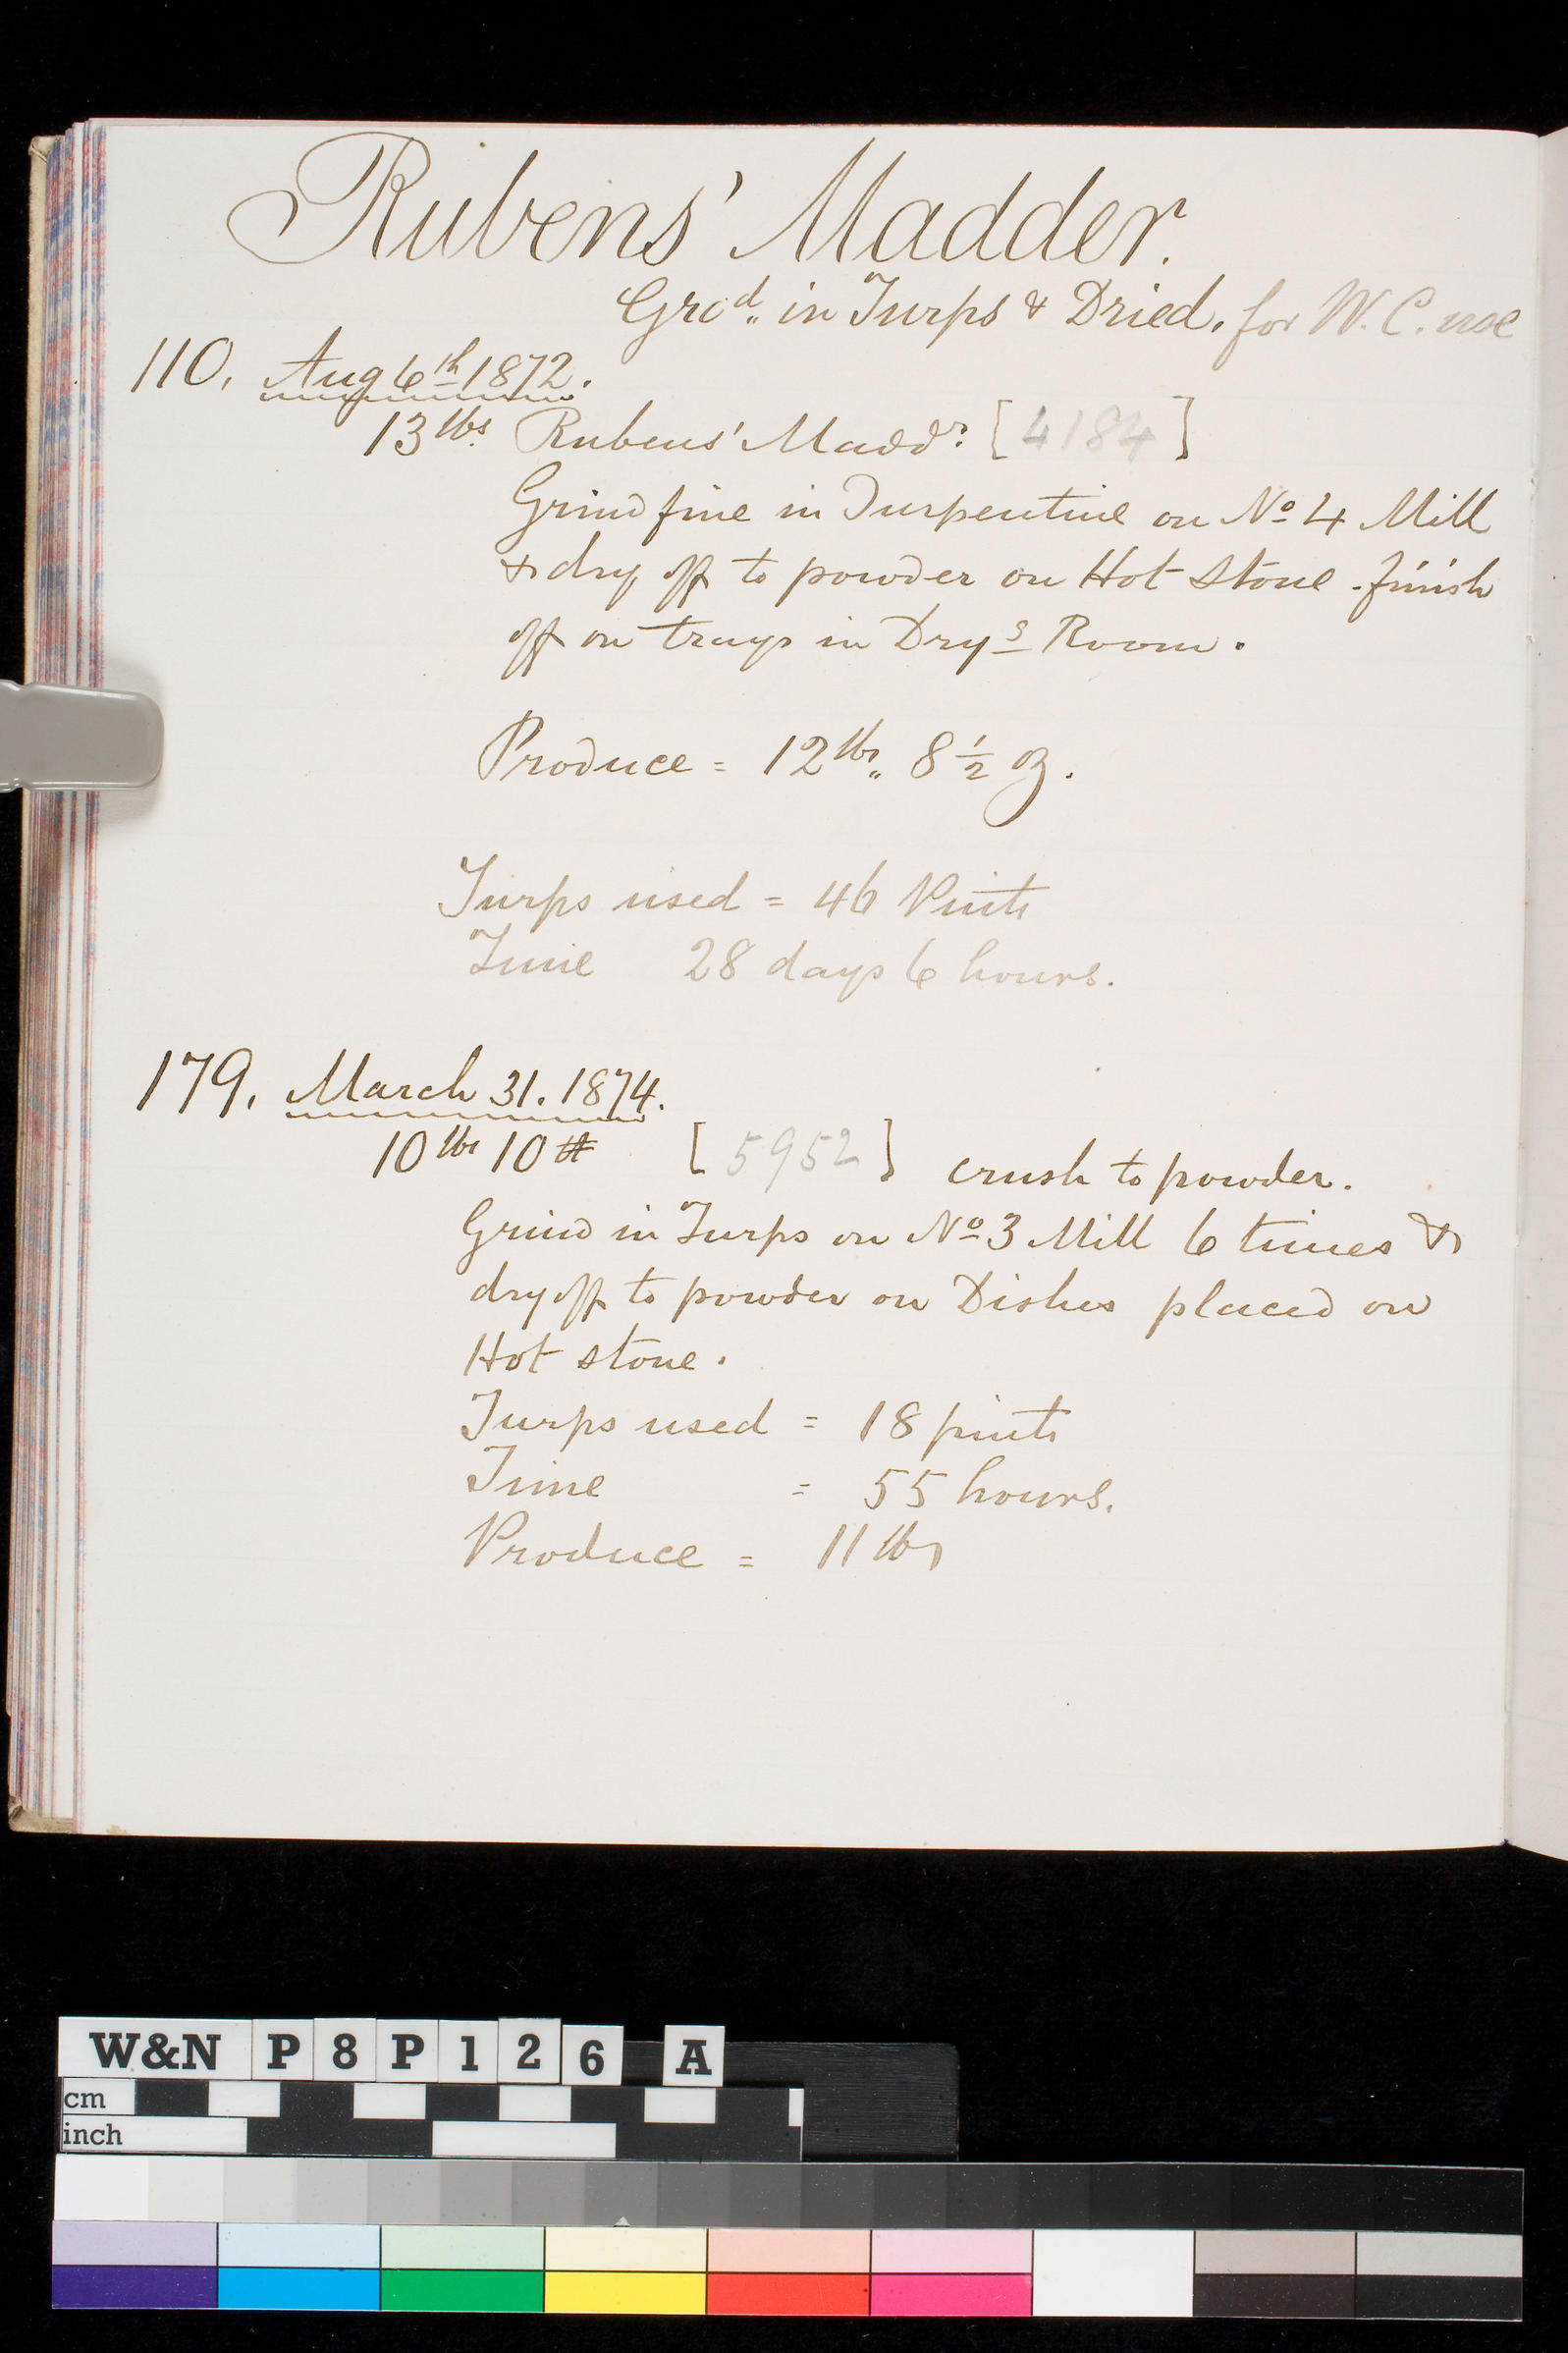 Rubens' Madder.
Gro^d in Turps & Dried. for W. C. use
110. Aug 6th 1872.
13 lbs. Rubens' Madd^r. [4184]
Grind fine in Turpentine on No 4 Mill
& dry off to powder on Hot Stone. finish
off on trays in Dry^g Room.
Produce = 12 lbs 8 ½ oz.
Turps used = 46 Pints
Time 28 days 6 hours.
179. March 31. 1874.
10 lbs 10 [5952] crush to powder.
Grind in Turps on No 3 Mill 6 times &
dry off to powder on Dishes placed on
Hot stone.
Turps used = 18 pints
Time = 55 hours.
Produce = 11 lbs
W&N P8P126 A
cm
inch